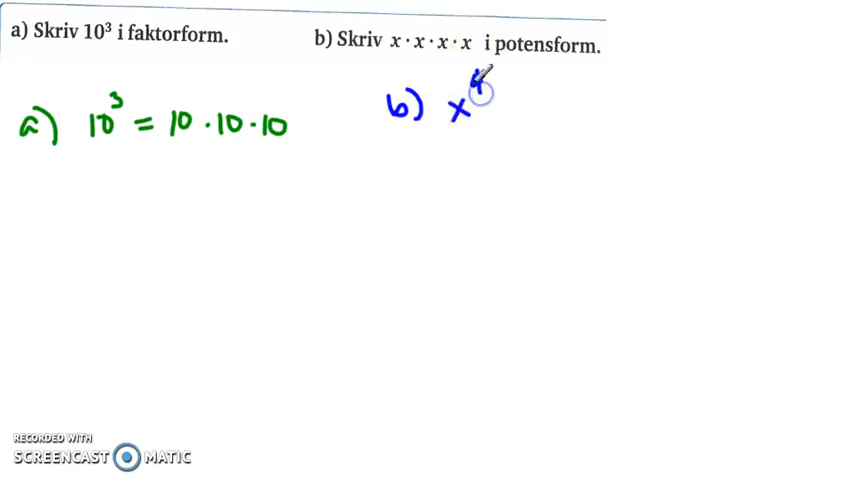 a) Skriv 10³ i faktorform.
b) Skriv x · x · x · x i potensform.
a) 10³ = 10 · 10 · 10
b) x⁴
RECORDED WITH
SCREENCAST MATIC